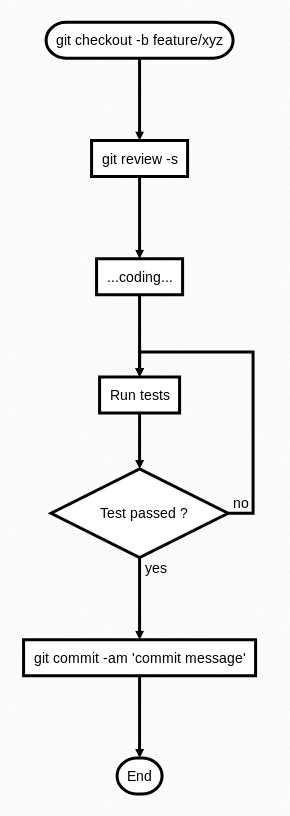 git checkout -b feature/xyz
git review -s
...coding...
Run tests
Test passed ?
no
yes
git commit -am 'commit message'
End